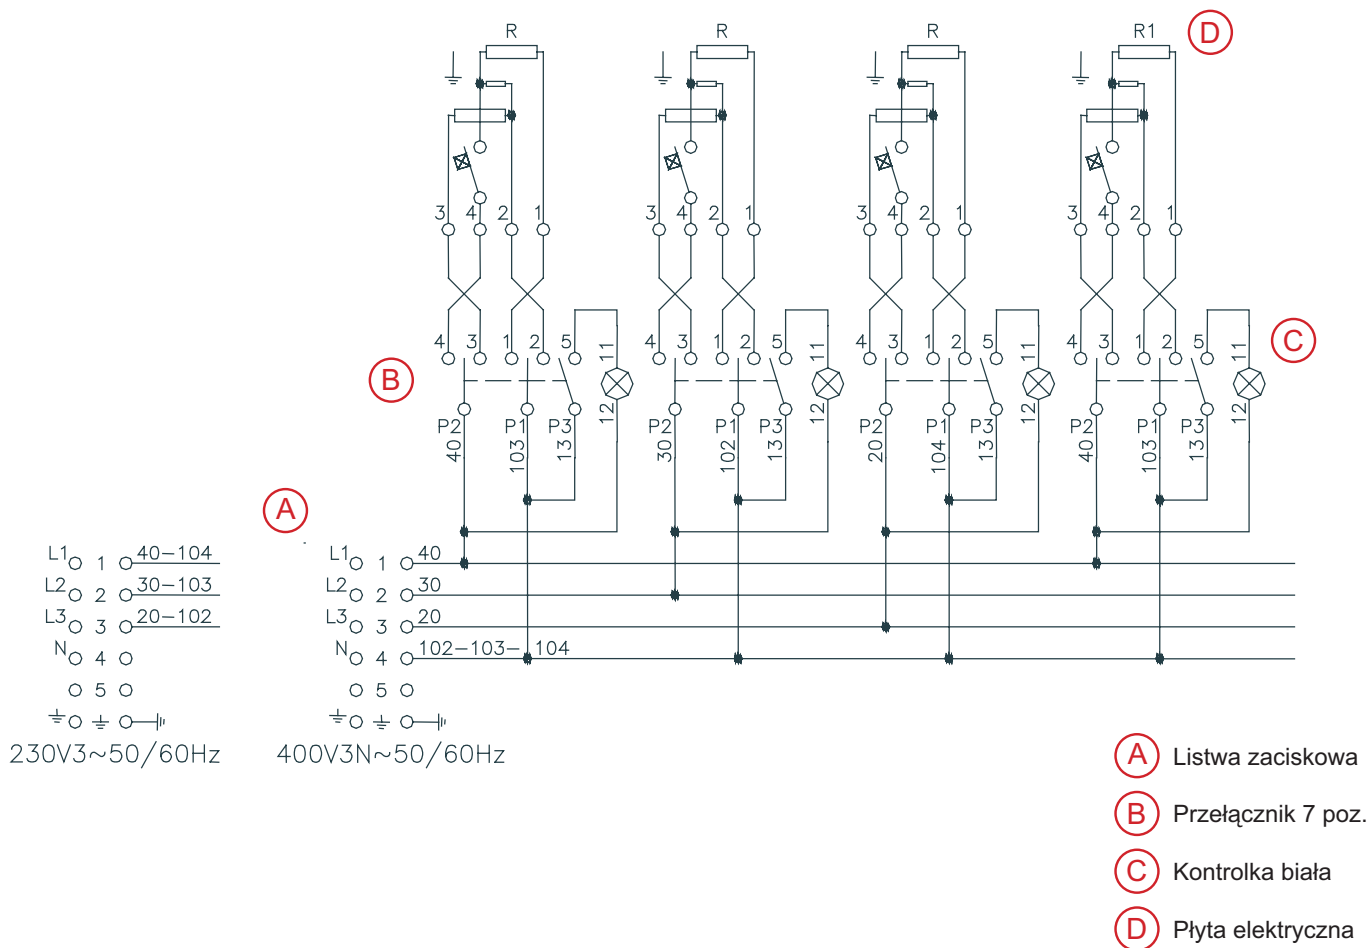 R R R R1 D
3 4 2 1 3 4 2 1 3 4 2 1 3 4 2 1
4 3 1 2 5 11 4 3 1 2 5 11 4 3 1 2 5 11 4 3 1 2 5 11 C
B
12 12 12 12
P2 P1 P3 P2 P1 P3 P2 P1 P3 P2 P1 P3
40 103 13 30 102 13 20 104 13 40 103 13
A
L1 1 40-104
L2 2 30-103
L3 3 20-102
N 4
5
230V3~50/60Hz
L1 1 40
L2 2 30
L3 3 20
N 4 102-103- 104
5
400V3N~50/60Hz
A Listwa zaciskowa
B Przełącznik 7 poz.
C Kontrolka biała
D Płyta elektryczna